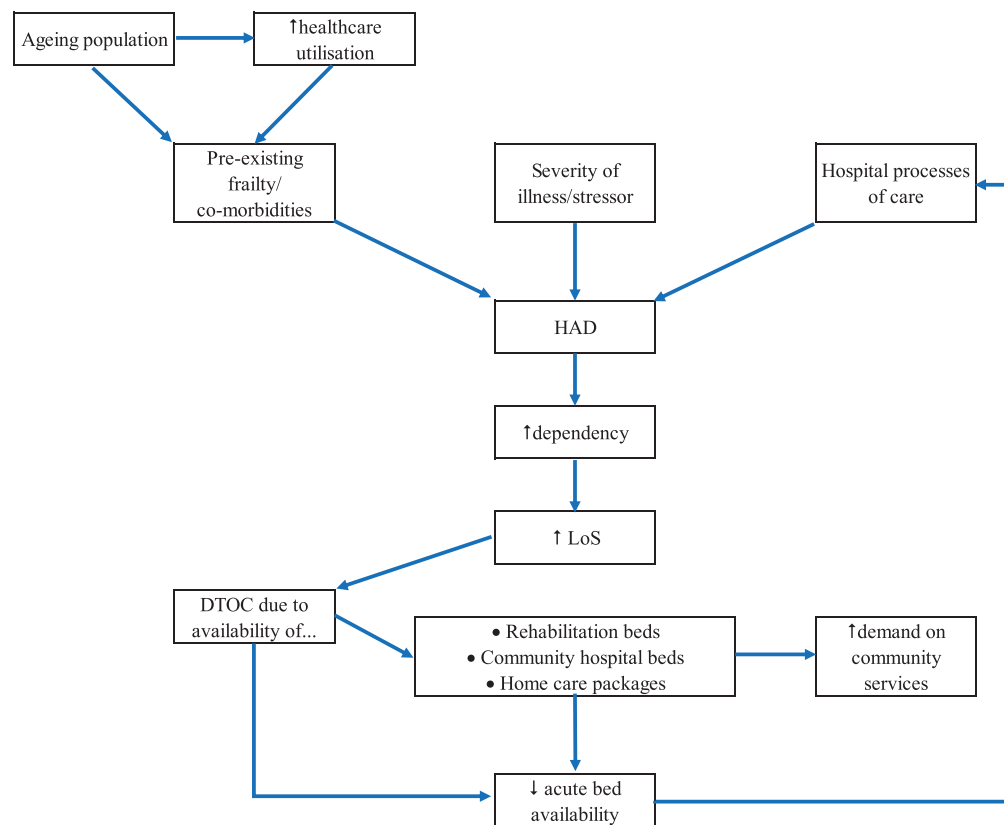 Ageing population
↑healthcare
utilisation
Pre-existing
frailty/
co-morbidities
Severity of
illness/stressor
Hospital processes
of care
HAD
↑dependency
↑ LoS
DTOC due to
availability of...
• Rehabilitation beds
• Community hospital beds
• Home care packages
↑demand on
community
services
↓ acute bed
availability